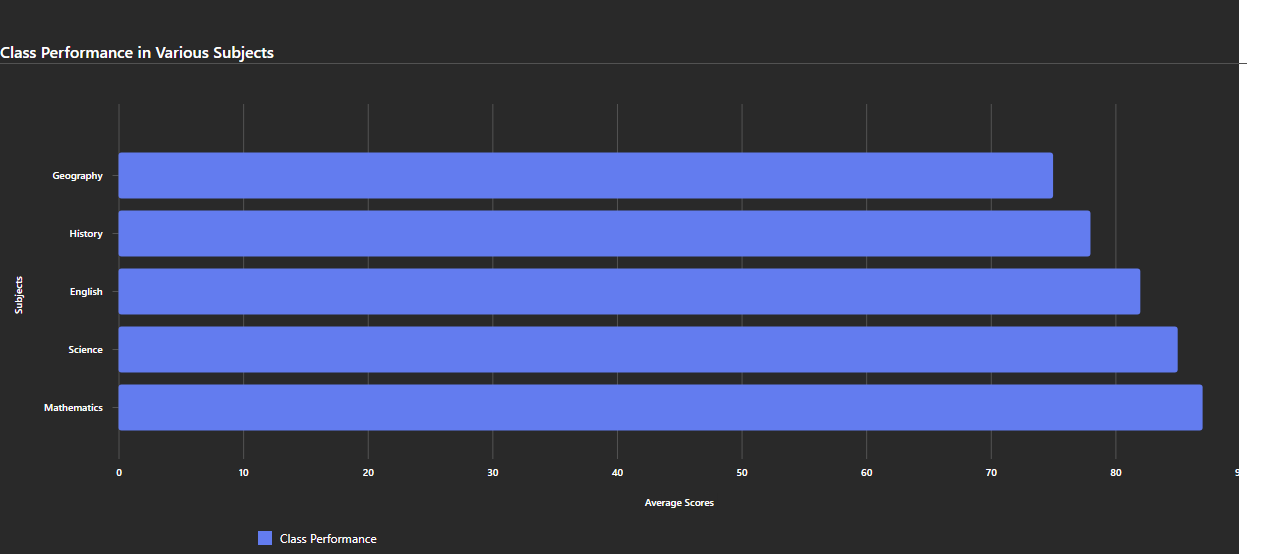 Class Performance in Various Subjects
Geography
History
English
Science
Mathematics
Subjects
0 10 20 30 40 50 60 70 80
Average Scores
Class Performance